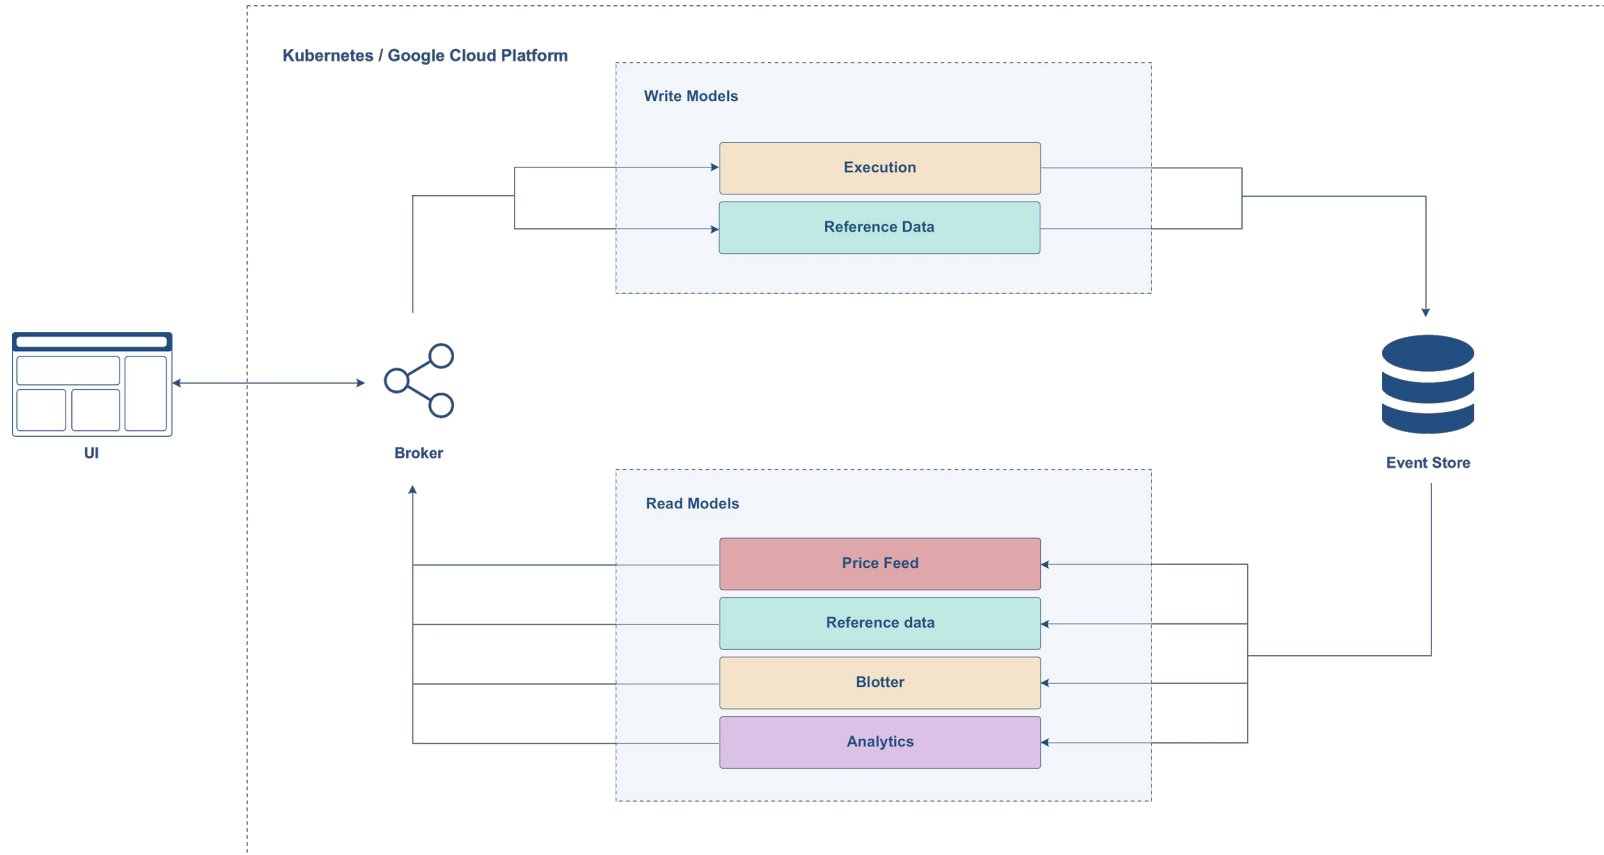 Kubernetes / Google Cloud Platform
Write Models
Execution
Reference Data
UI
Broker
Event Store
Read Models
Price Feed
Reference data
Blotter
Analytics